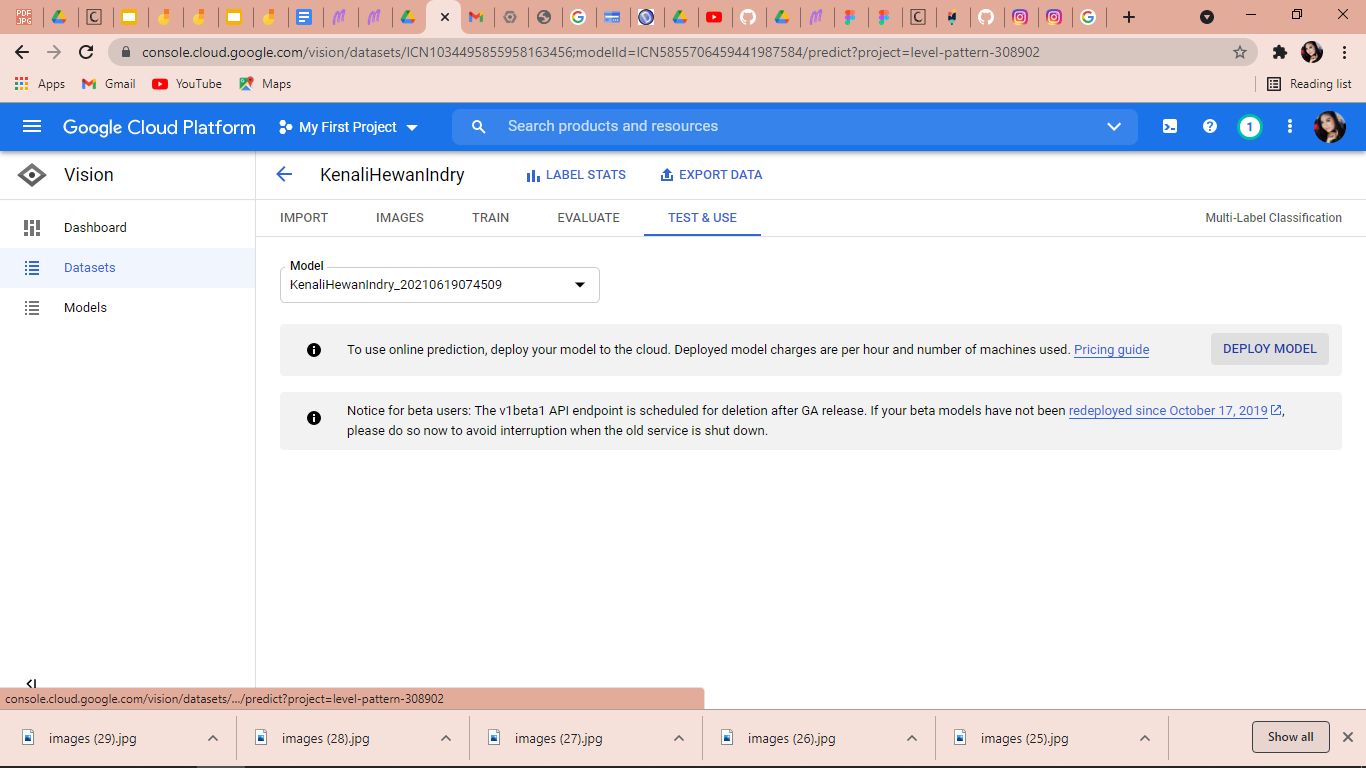 console.cloud.google.com/vision/datasets/ICN1034495855958163456;modelId=ICN5855706459441987584/predict?project=level-pattern-308902
Apps Gmail YouTube Maps Reading list
Google Cloud Platform My First Project Search products and resources 1
Vision KenaliHewanIndry LABEL STATS EXPORT DATA
IMPORT IMAGES TRAIN EVALUATE TEST & USE Multi-Label Classification
Dashboard
Datasets
Models
Model
KenaliHewanIndry_20210619074509
To use online prediction, deploy your model to the cloud. Deployed model charges are per hour and number of machines used. Pricing guide DEPLOY MODEL
Notice for beta users: The v1beta1 API endpoint is scheduled for deletion after GA release. If your beta models have not been redeployed since October 17, 2019,
please do so now to avoid interruption when the old service is shut down.
console.cloud.google.com/vision/datasets/.../predict?project=level-pattern-308902
images (29).jpg images (28).jpg images (27).jpg images (26).jpg images (25).jpg Show all